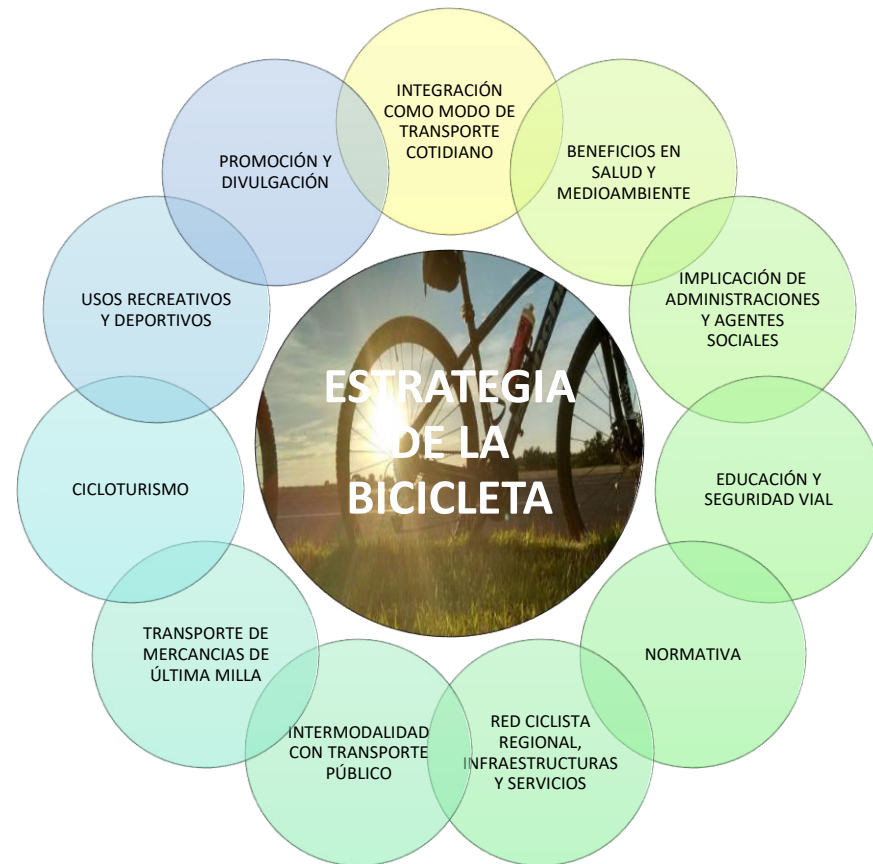 INTEGRACIÓN
COMO MODO DE
TRANSPORTE
COTIDIANO
BENEFICIOS EN
SALUD Y
MEDIOAMBIENTE
IMPLICACIÓN DE
ADMINISTRACIONES
Y AGENTES
SOCIALES
EDUCACIÓN Y
SEGURIDAD VIAL
NORMATIVA
RED CICLISTA
REGIONAL,
INFRAESTRUCTURAS
Y SERVICIOS
INTERMODALIDAD
CON TRANSPORTE
PÚBLICO
TRANSPORTE DE
MERCANCIAS DE
ÚLTIMA MILLA
CICLOTURISMO
USOS RECREATIVOS
Y DEPORTIVOS
PROMOCIÓN Y
DIVULGACIÓN
ESTRATEGIA
DE LA
BICICLETA